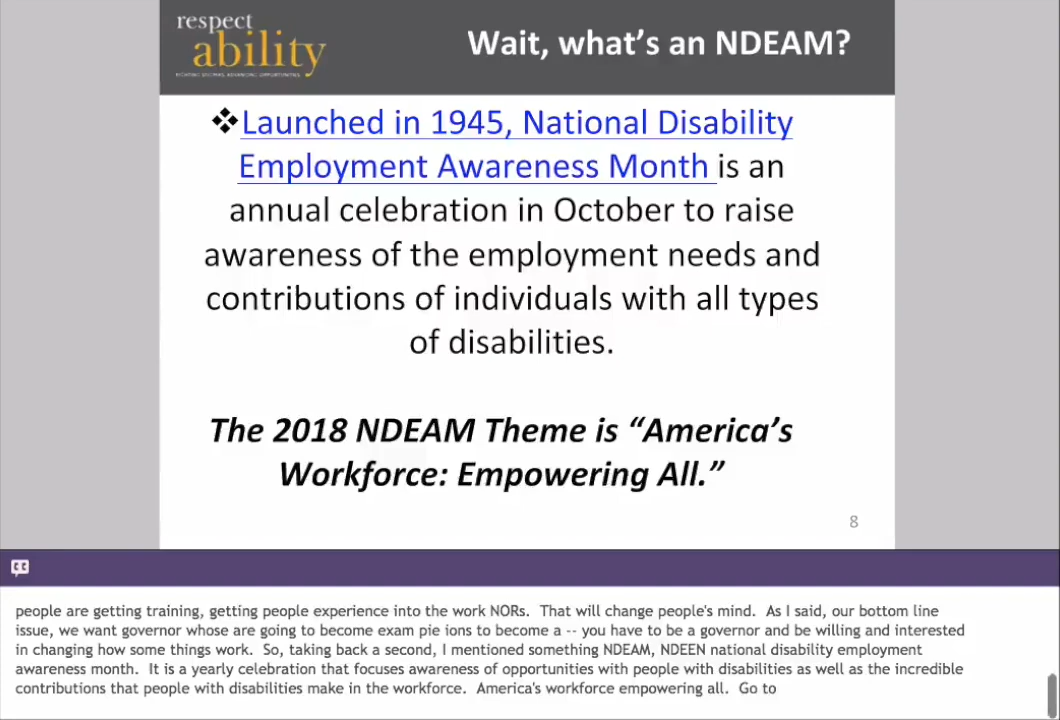 respect
ability
Wait, what's an NDEAM?
❖Launched in 1945, National Disability
Employment Awareness Month is an
annual celebration in October to raise
awareness of the employment needs and
contributions of individuals with all types
of disabilities.
The 2018 NDEAM Theme is “America's
Workforce: Empowering All.”
8
people are getting training, getting people experience into the work NORs.  That will change people's mind.  As I said, our bottom line
issue, we want governor whose are going to become exam pie ions to become a -- you have to be a governor and be willing and interested
in changing how some things work.  So, taking back a second, I mentioned something NDEAM, NDEEN national disability employment
awareness month.  It is a yearly celebration that focuses awareness of opportunities with people with disabilities as well as the incredible
contributions that people with disabilities make in the workforce.  America's workforce empowering all.  Go to